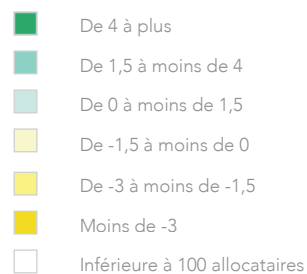 De 4 à plus
De 1,5 à moins de 4
De 0 à moins de 1,5
De -1,5 à moins de 0
De -3 à moins de -1,5
Moins de -3
Inférieure à 100 allocataires